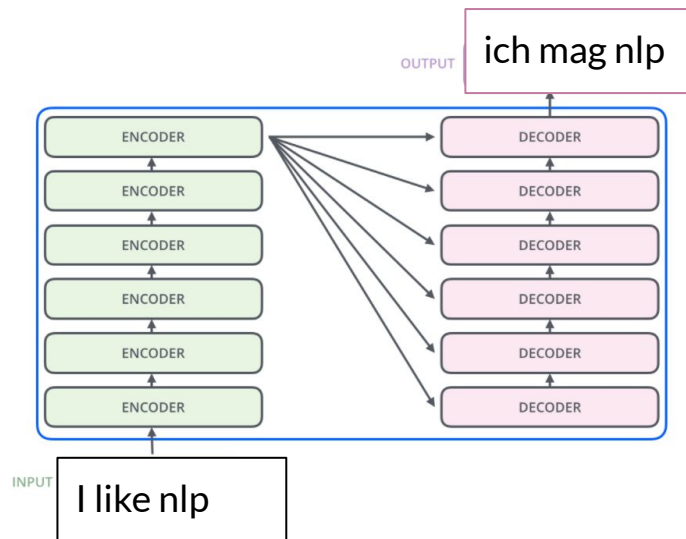 OUTPUT
ich mag nlp
ENCODER
DECODER
ENCODER
DECODER
ENCODER
DECODER
ENCODER
DECODER
ENCODER
DECODER
ENCODER
DECODER
INPUT
I like nlp